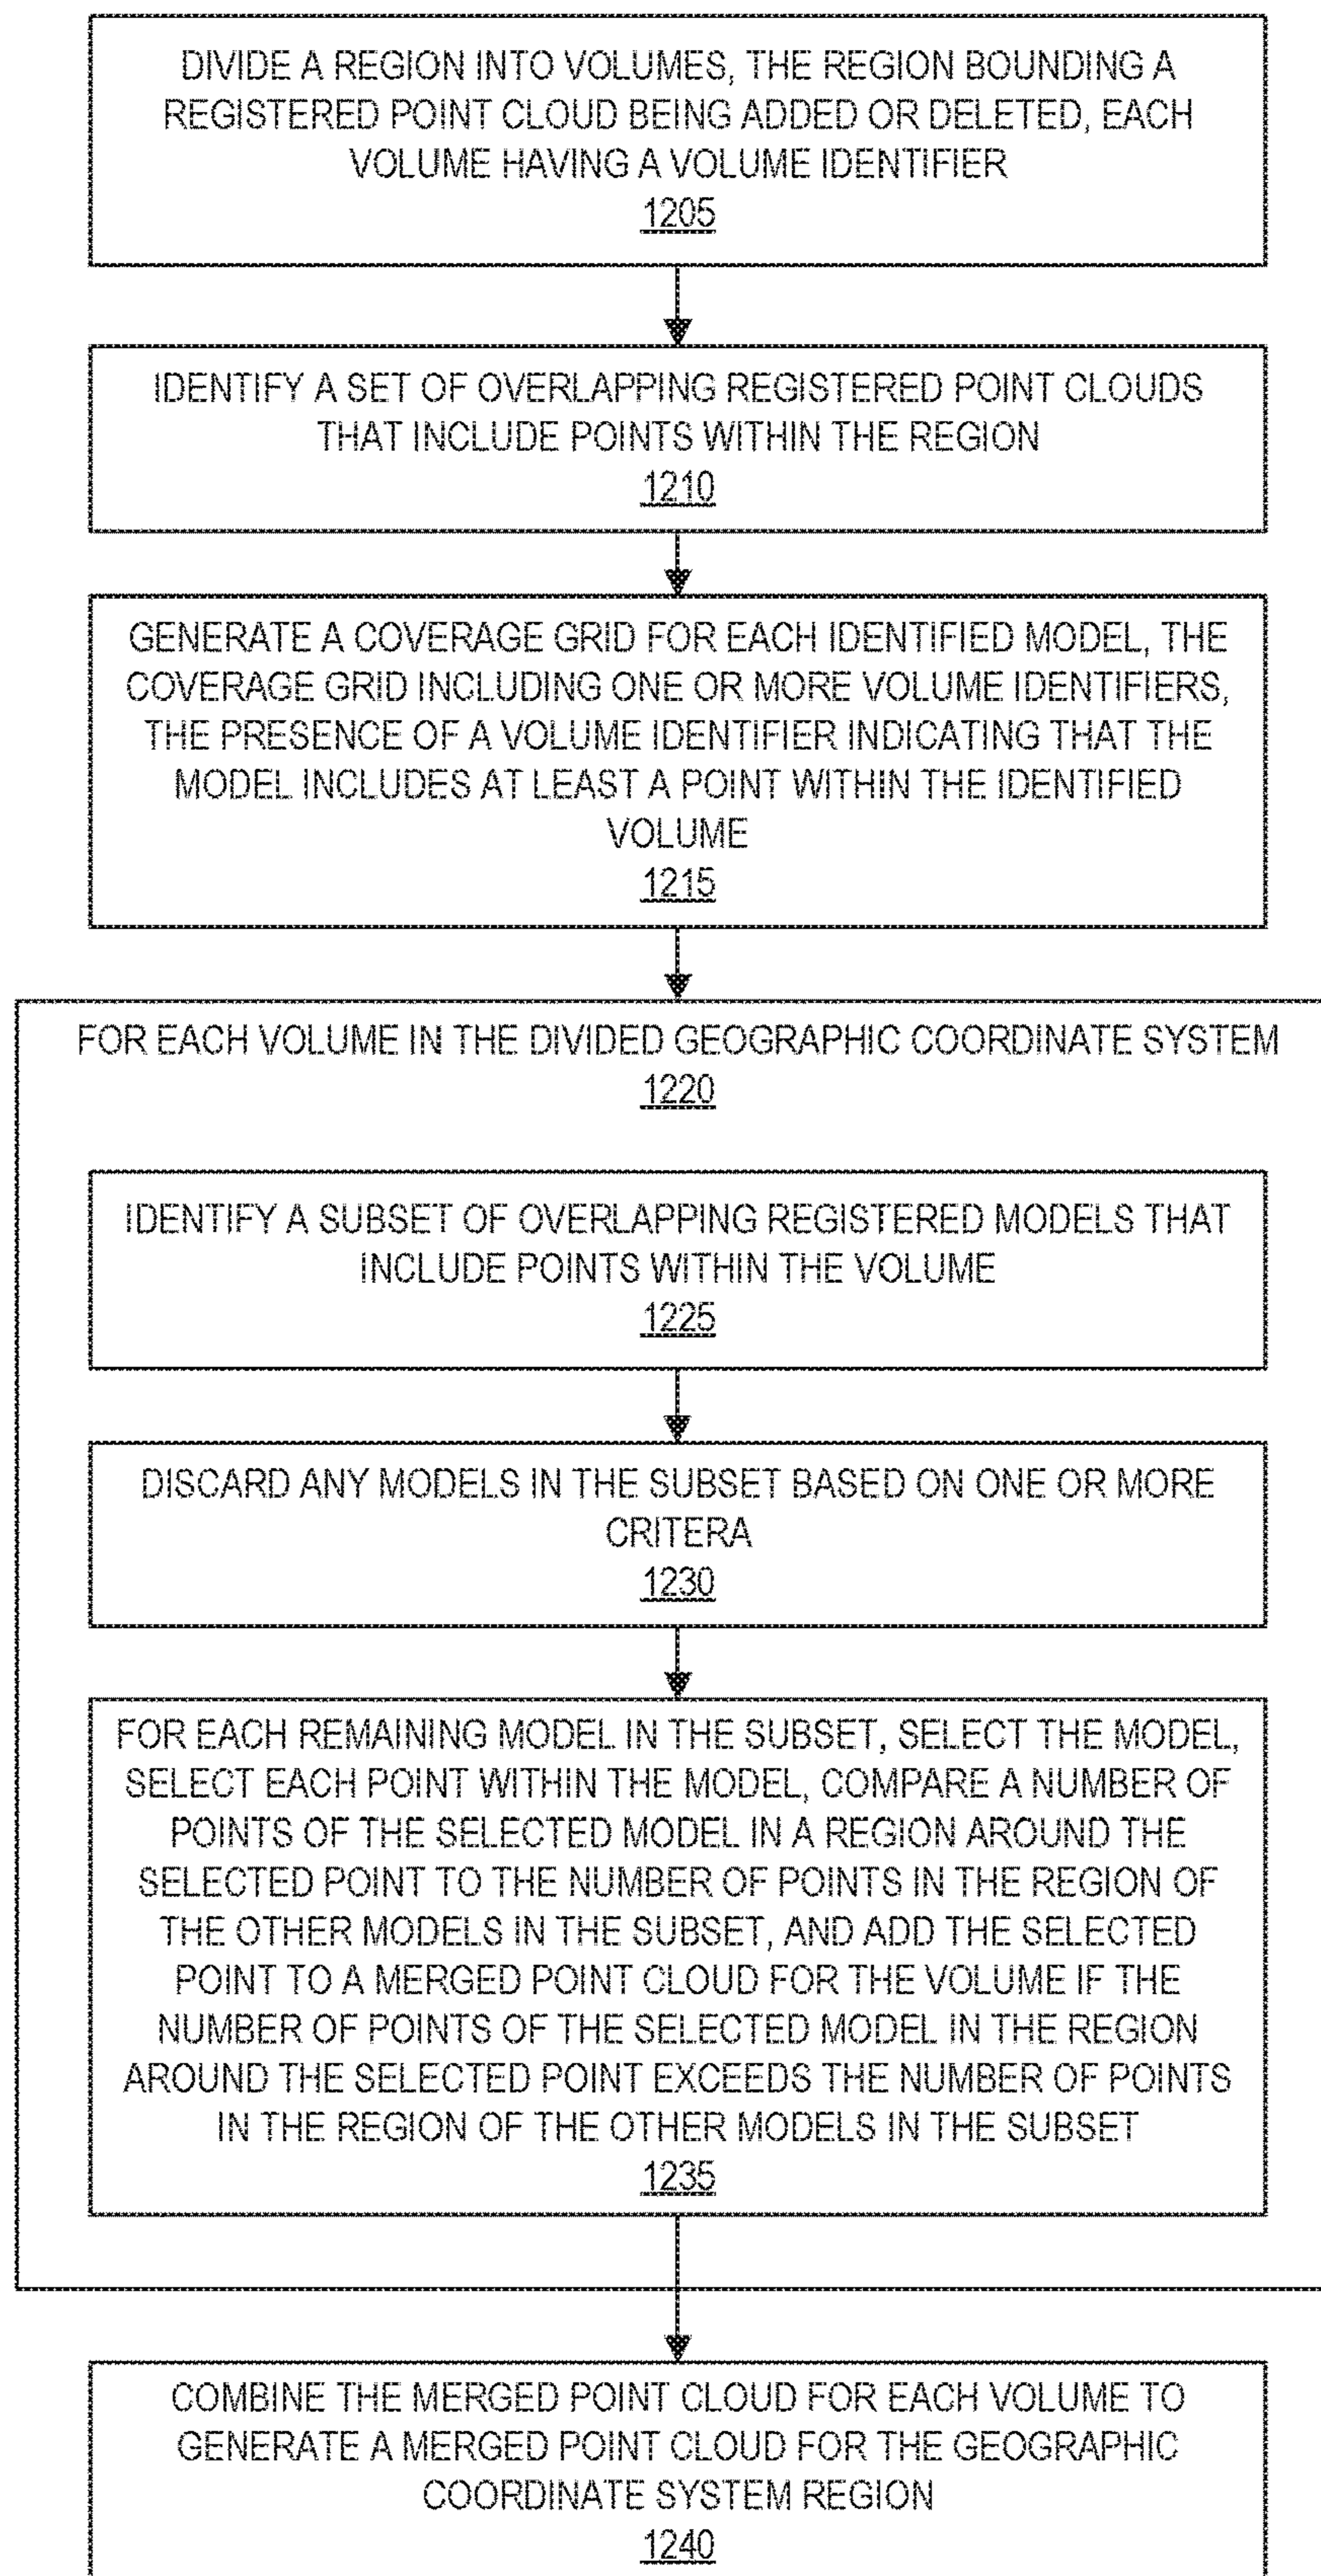 DIVIDE A REGION INTO VOLUMES, THE REGION BOUNDING A
REGISTERED POINT CLOUD BEING ADDED OR DELETED, EACH
VOLUME HAVING A VOLUME IDENTIFIER
1205
IDENTIFY A SET OF OVERLAPPING REGISTERED POINT CLOUDS
THAT INCLUDE POINTS WITHIN THE REGION
1210
GENERATE A COVERAGE GRID FOR EACH IDENTIFIED MODEL, THE
COVERAGE GRID INCLUDING ONE OR MORE VOLUME IDENTIFIERS,
THE PRESENCE OF A VOLUME IDENTIFIER INDICATING THAT THE
MODEL INCLUDES AT LEAST A POINT WITHIN THE IDENTIFIED
VOLUME
1215
FOR EACH VOLUME IN THE DIVIDED GEOGRAPHIC COORDINATE SYSTEM
1220
IDENTIFY A SUBSET OF OVERLAPPING REGISTERED MODELS THAT
INCLUDE POINTS WITHIN THE VOLUME
1225
DISCARD ANY MODELS IN THE SUBSET BASED ON ONE OR MORE
CRITERA
1230
FOR EACH REMAINING MODEL IN THE SUBSET, SELECT THE MODEL,
SELECT EACH POINT WITHIN THE MODEL, COMPARE A NUMBER OF
POINTS OF THE SELECTED MODEL IN A REGION AROUND THE
SELECTED POINT TO THE NUMBER OF POINTS IN THE REGION OF
THE OTHER MODELS IN THE SUBSET, AND ADD THE SELECTED
POINT TO A MERGED POINT CLOUD FOR THE VOLUME IF THE
NUMBER OF POINTS OF THE SELECTED MODEL IN THE REGION
AROUND THE SELECTED POINT EXCEEDS THE NUMBER OF POINTS
IN THE REGION OF THE OTHER MODELS IN THE SUBSET
1235
COMBINE THE MERGED POINT CLOUD FOR EACH VOLUME TO
GENERATE A MERGED POINT CLOUD FOR THE GEOGRAPHIC
COORDINATE SYSTEM REGION
1240